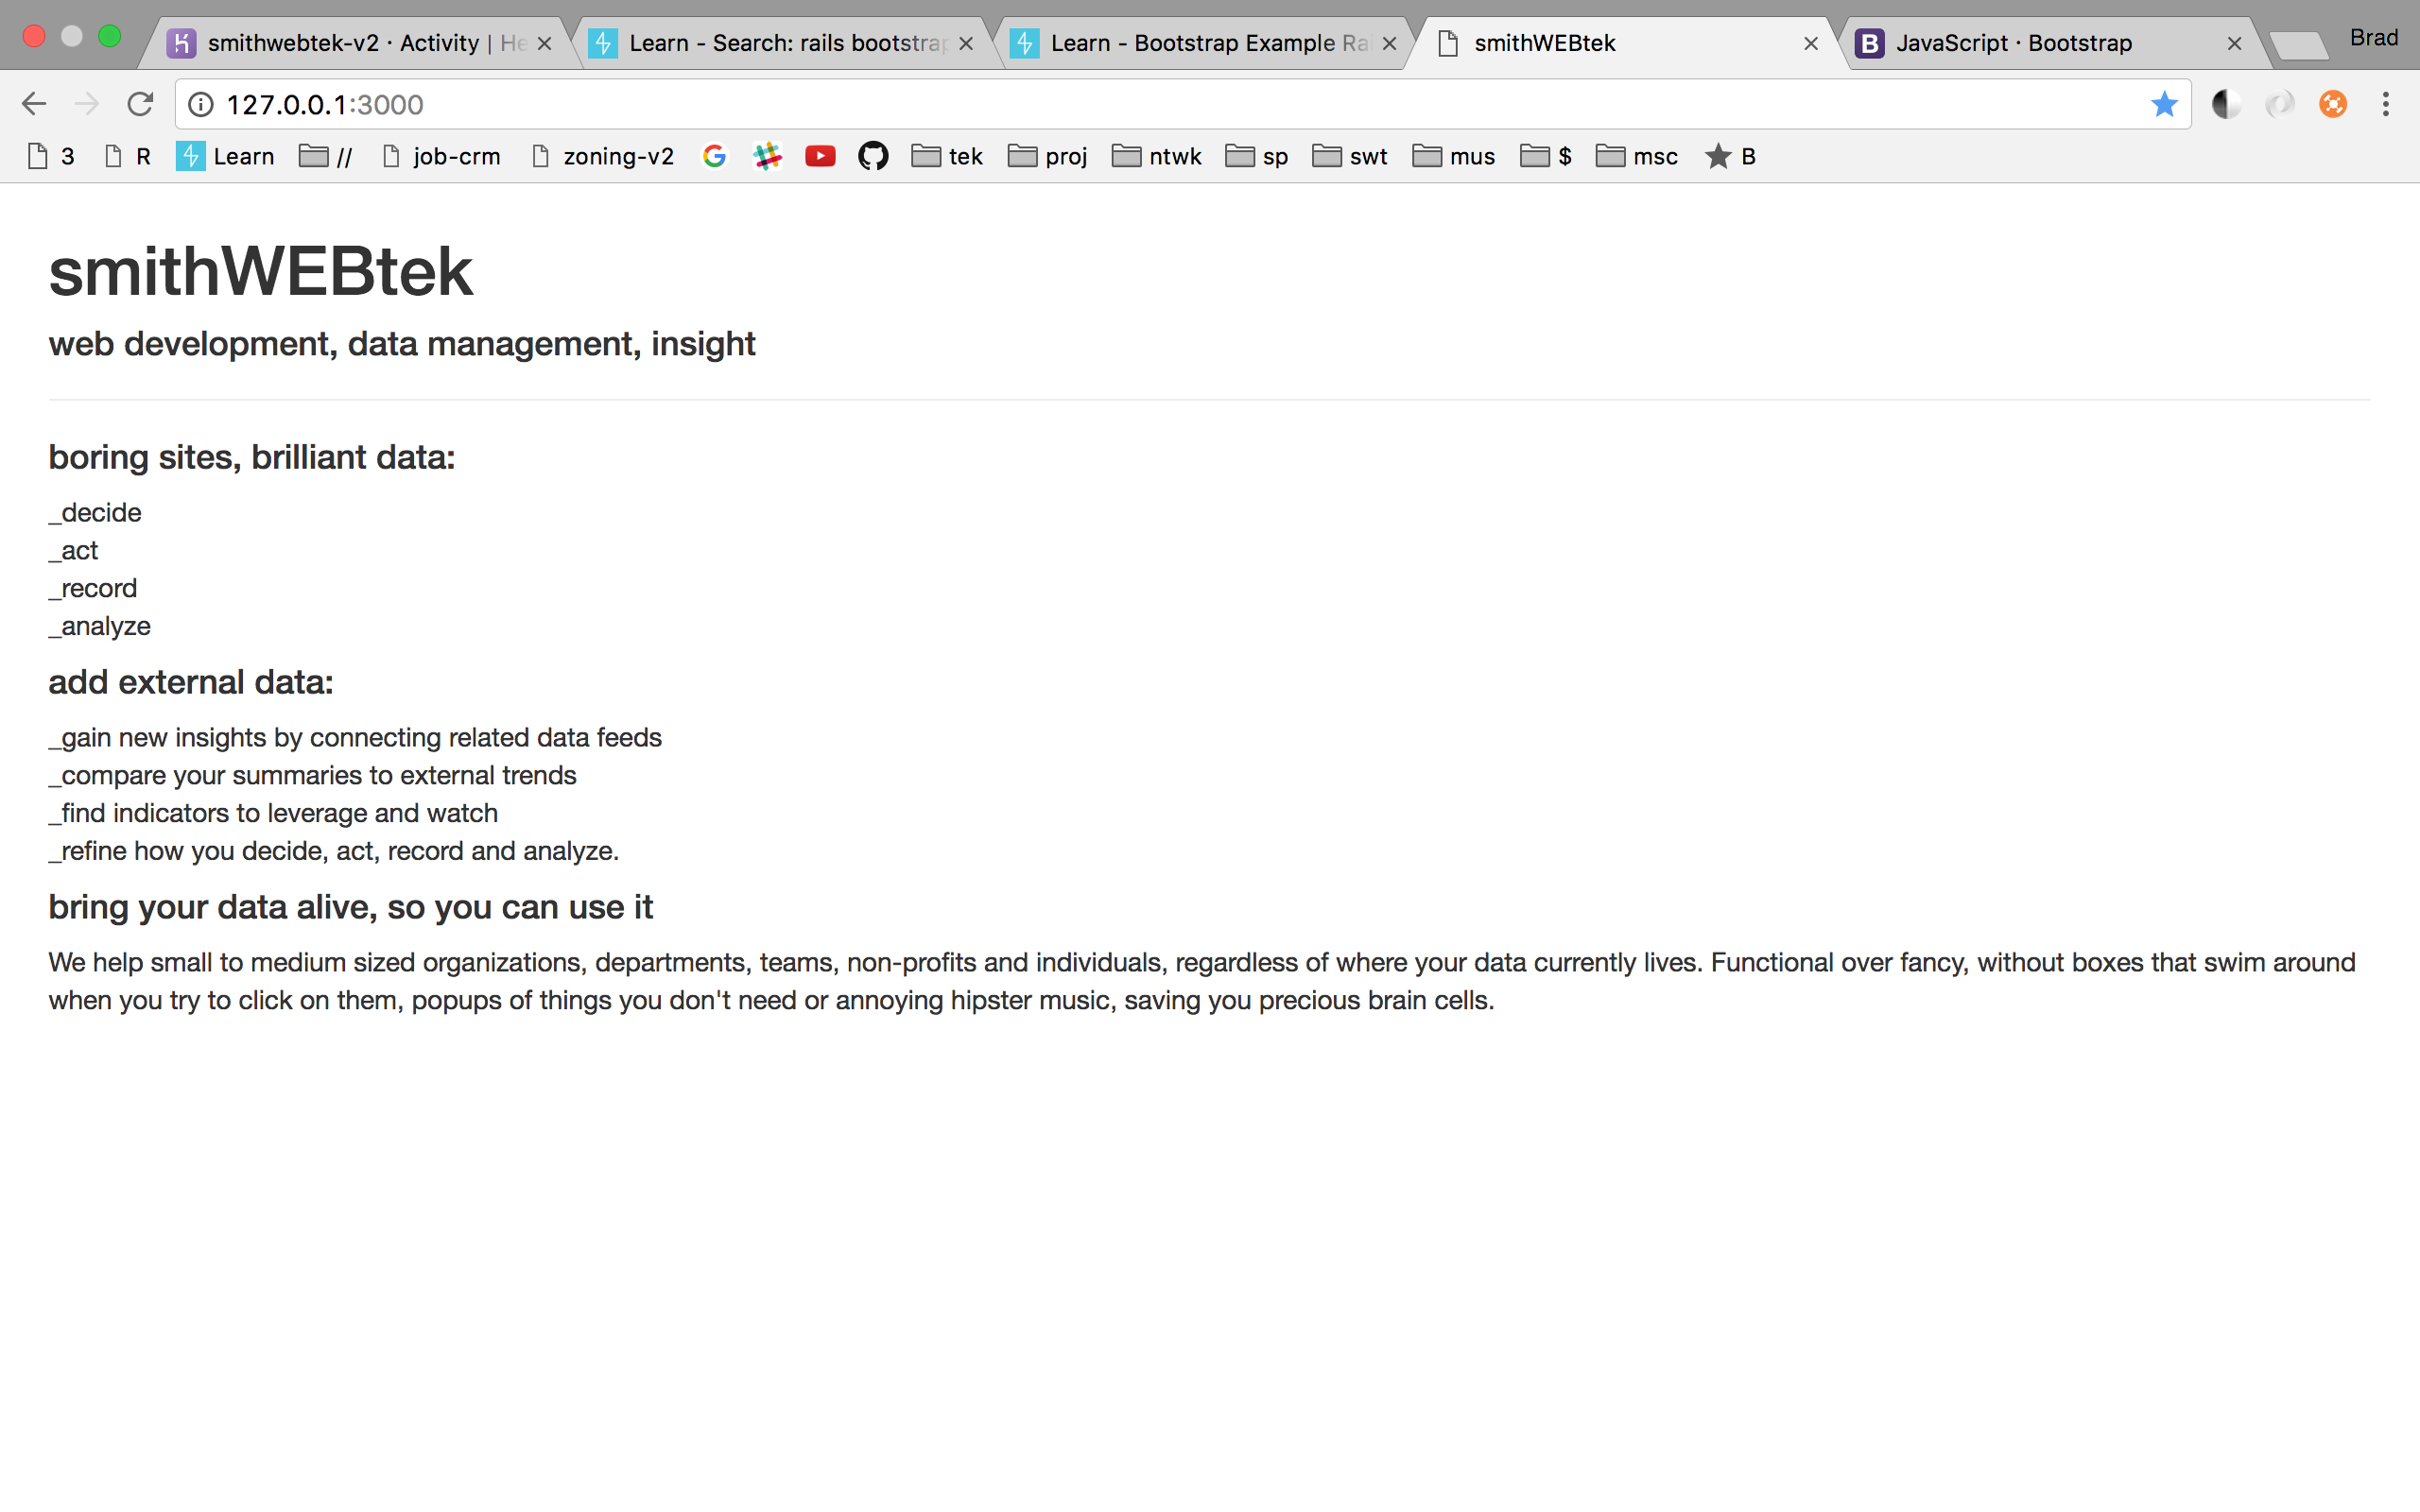 smithwebtek-v2 · Activity | He
Learn - Search: rails bootstrap
Learn - Bootstrap Example Ra
smithWEBtek
B JavaScript · Bootstrap
Brad
127.0.0.1:3000
3 R Learn // job-crm zoning-v2 tek proj ntwk sp swt mus $ msc B
smithWEBtek
web development, data management, insight
boring sites, brilliant data:
_decide
_act
_record
_analyze
add external data:
_gain new insights by connecting related data feeds
_compare your summaries to external trends
_find indicators to leverage and watch
_refine how you decide, act, record and analyze.
bring your data alive, so you can use it
We help small to medium sized organizations, departments, teams, non-profits and individuals, regardless of where your data currently lives. Functional over fancy, without boxes that swim around
when you try to click on them, popups of things you don't need or annoying hipster music, saving you precious brain cells.